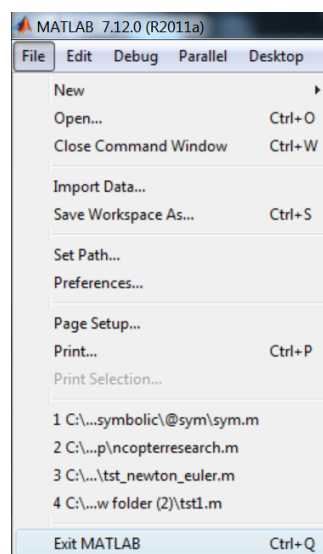 MATLAB 7.12.0 (R2011a)
File Edit Debug Parallel Desktop
New
Open... Ctrl+O
Close Command Window Ctrl+W
Import Data...
Save Workspace As... Ctrl+S
Set Path...
Preferences...
Page Setup...
Print... Ctrl+P
Print Selection...
1 C:\...symbolic\@sym\sym.m
2 C:\...p\ncopterresearch.m
3 C:\...\tst_newton_euler.m
4 C:\...w folder (2)\tst1.m
Exit MATLAB Ctrl+Q